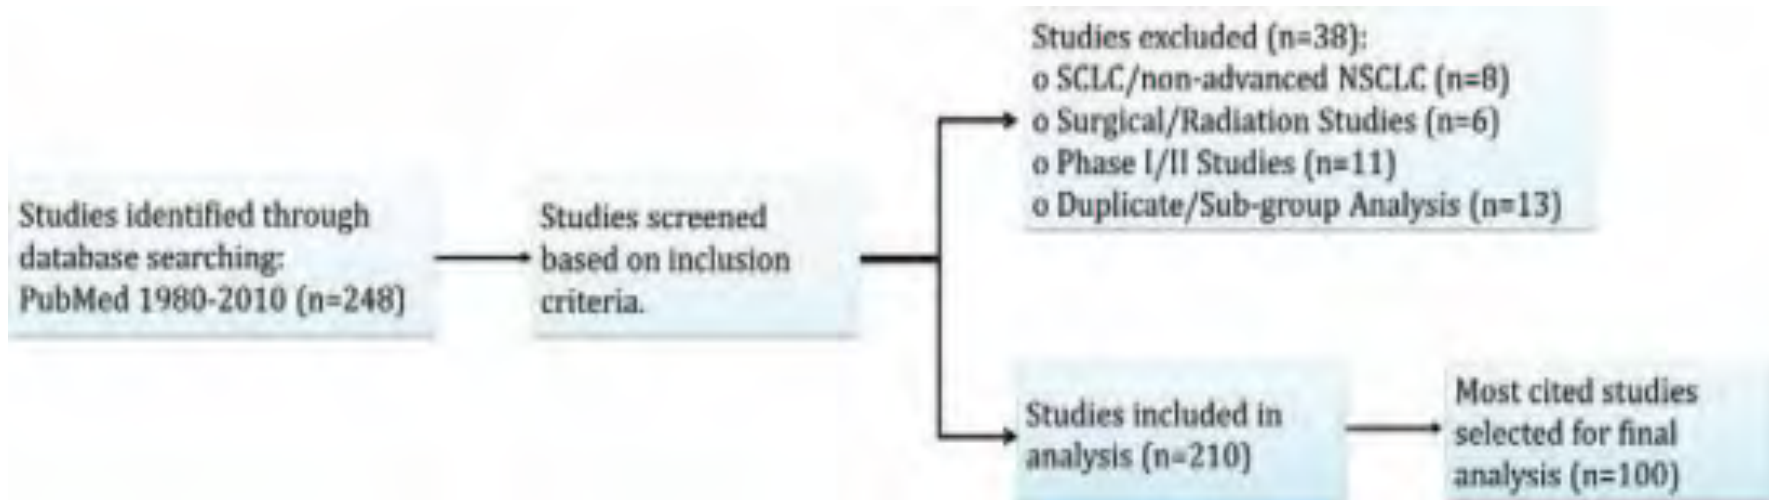 Studies identified through
database searching:
PubMed 1980-2010 (n=248)
Studies screened
based on inclusion
criteria.
Studies excluded (n=38):
o SCLC/non-advanced NSCLC (n=8)
o Surgical/Radiation Studies (n=6)
o Phase I/II Studies (n=11)
o Duplicate/Sub-group Analysis (n=13)
Studies included in
analysis (n=210)
Most cited studies
selected for final
analysis (n=100)